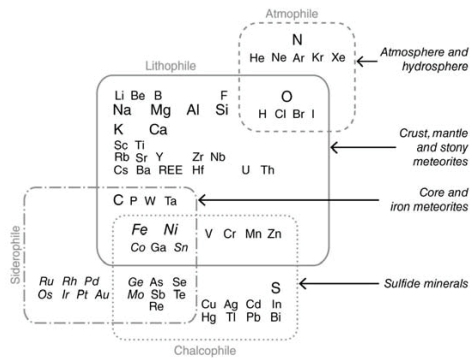 Atmophile
N
He Ne Ar Kr Xe
Atmosphere and
hydrosphere
Lithophile
Li Be B F
Na Mg Al Si
O
H Cl Br I
K Ca
Sc Ti
Rb Sr Y Zr Nb
Cs Ba REE Hf U Th
Crust, mantle
and stony
meteorites
C P W Ta
Core and
iron meteorites
Siderophile
Fe Ni
Co Ga Sn
V Cr Mn Zn
Ru Rh Pd
Os Ir Pt Au
Ge As Se
Mo Sb Te
Re
S
Cu Ag Cd In
Hg Tl Pb Bi
Sulfide minerals
Chalcophile